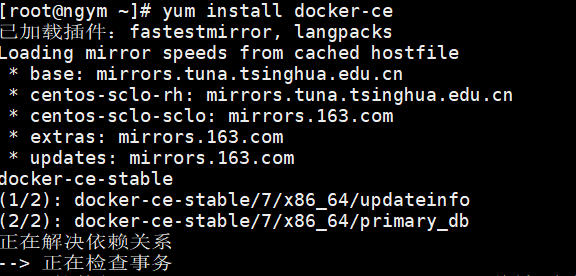 [root@ngym ~]# yum install docker-ce
已加载插件：fastestmirror, langpacks
Loading mirror speeds from cached hostfile
 * base: mirrors.tuna.tsinghua.edu.cn
 * centos-sclo-rh: mirrors.tuna.tsinghua.edu.cn
 * centos-sclo-sclo: mirrors.163.com
 * extras: mirrors.163.com
 * updates: mirrors.163.com
docker-ce-stable
(1/2): docker-ce-stable/7/x86_64/updateinfo
(2/2): docker-ce-stable/7/x86_64/primary_db
正在解决依赖关系
--> 正在检查事务